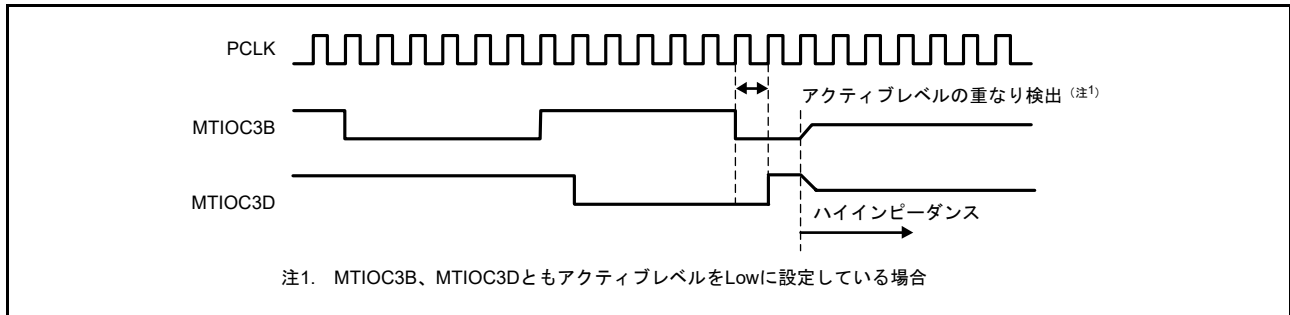 PCLK
アクティブレベルの重なり検出（注1）
MTIOC3B
MTIOC3D
ハイインピーダンス
注1. MTIOC3B、MTIOC3DともアクティブレベルをLowに設定している場合